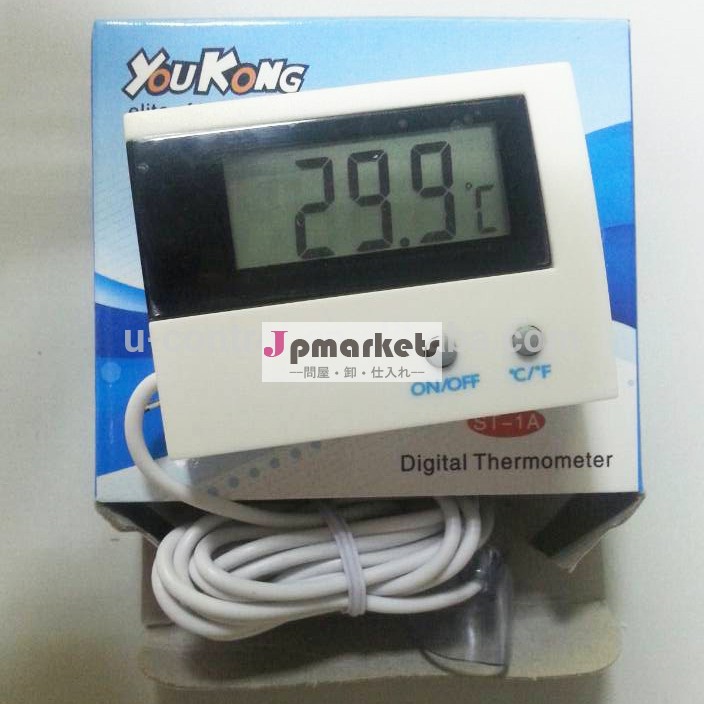 YOUKONG
29.9°C
Jpmarkets
―問屋・卸・仕入れ―
ON/OFF °C/°F
ST-1A
Digital Thermometer